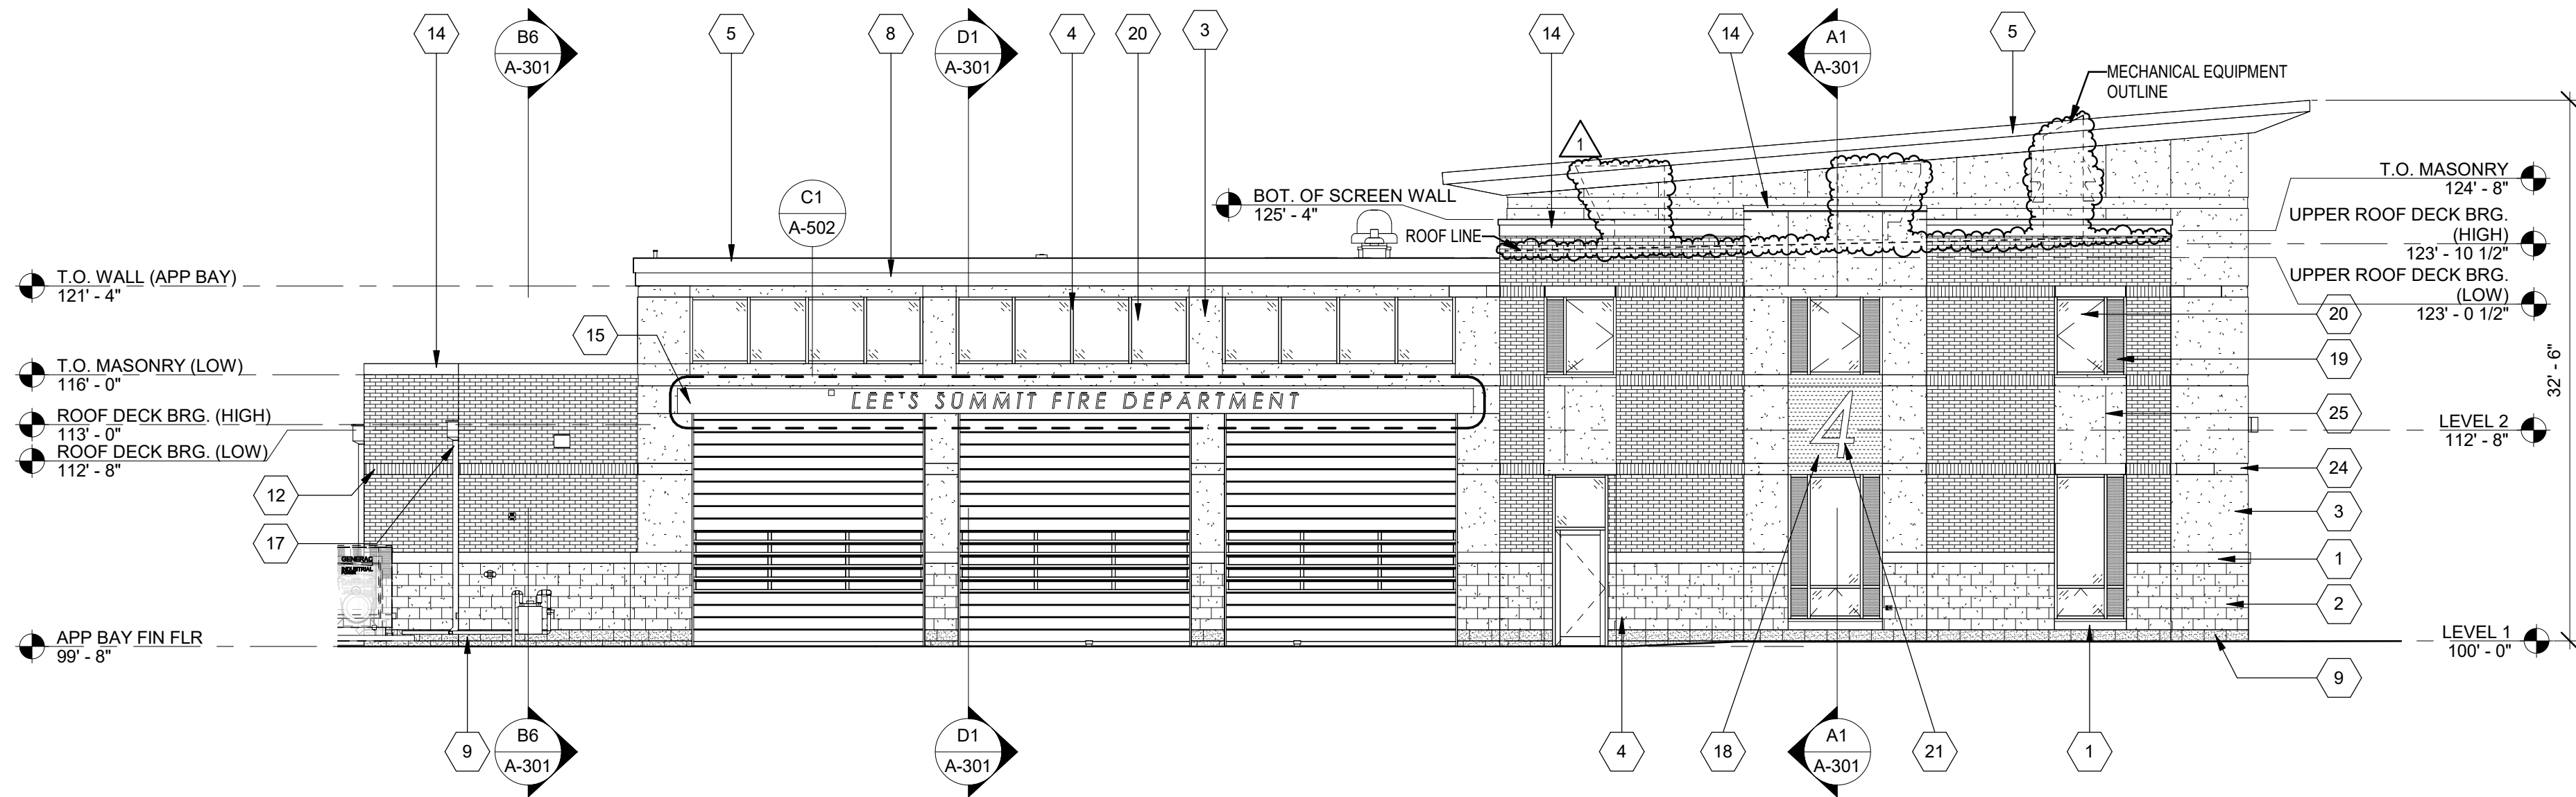 14
B6
A-301
5
8
D1
A-301
4
20
3
14
14
A1
A-301
5
MECHANICAL EQUIPMENT
OUTLINE
1
C1
A-502
BOT. OF SCREEN WALL
125' - 4"
ROOF LINE
T.O. MASONRY
124' - 8"
UPPER ROOF DECK BRG.
(HIGH)
123' - 10 1/2"
UPPER ROOF DECK BRG.
(LOW)
123' - 0 1/2"
32' - 6"
T.O. WALL (APP BAY)
121' - 4"
15
T.O. MASONRY (LOW)
116' - 0"
ROOF DECK BRG. (HIGH)
113' - 0"
ROOF DECK BRG. (LOW)
112' - 8"
LEE'S SUMMIT FIRE DEPARTMENT
4
20
19
25
LEVEL 2
112' - 8"
24
3
1
2
12
17
GENERAC
INDUSTRIAL
POWER
APP BAY FIN FLR
99' - 8"
LEVEL 1
100' - 0"
9
9
B6
A-301
D1
A-301
4
18
A1
A-301
21
1